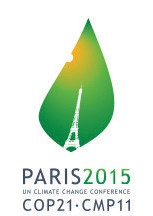 PARIS2015
UN CLIMATE CHANGE CONFERENCE
COP21·CMP11